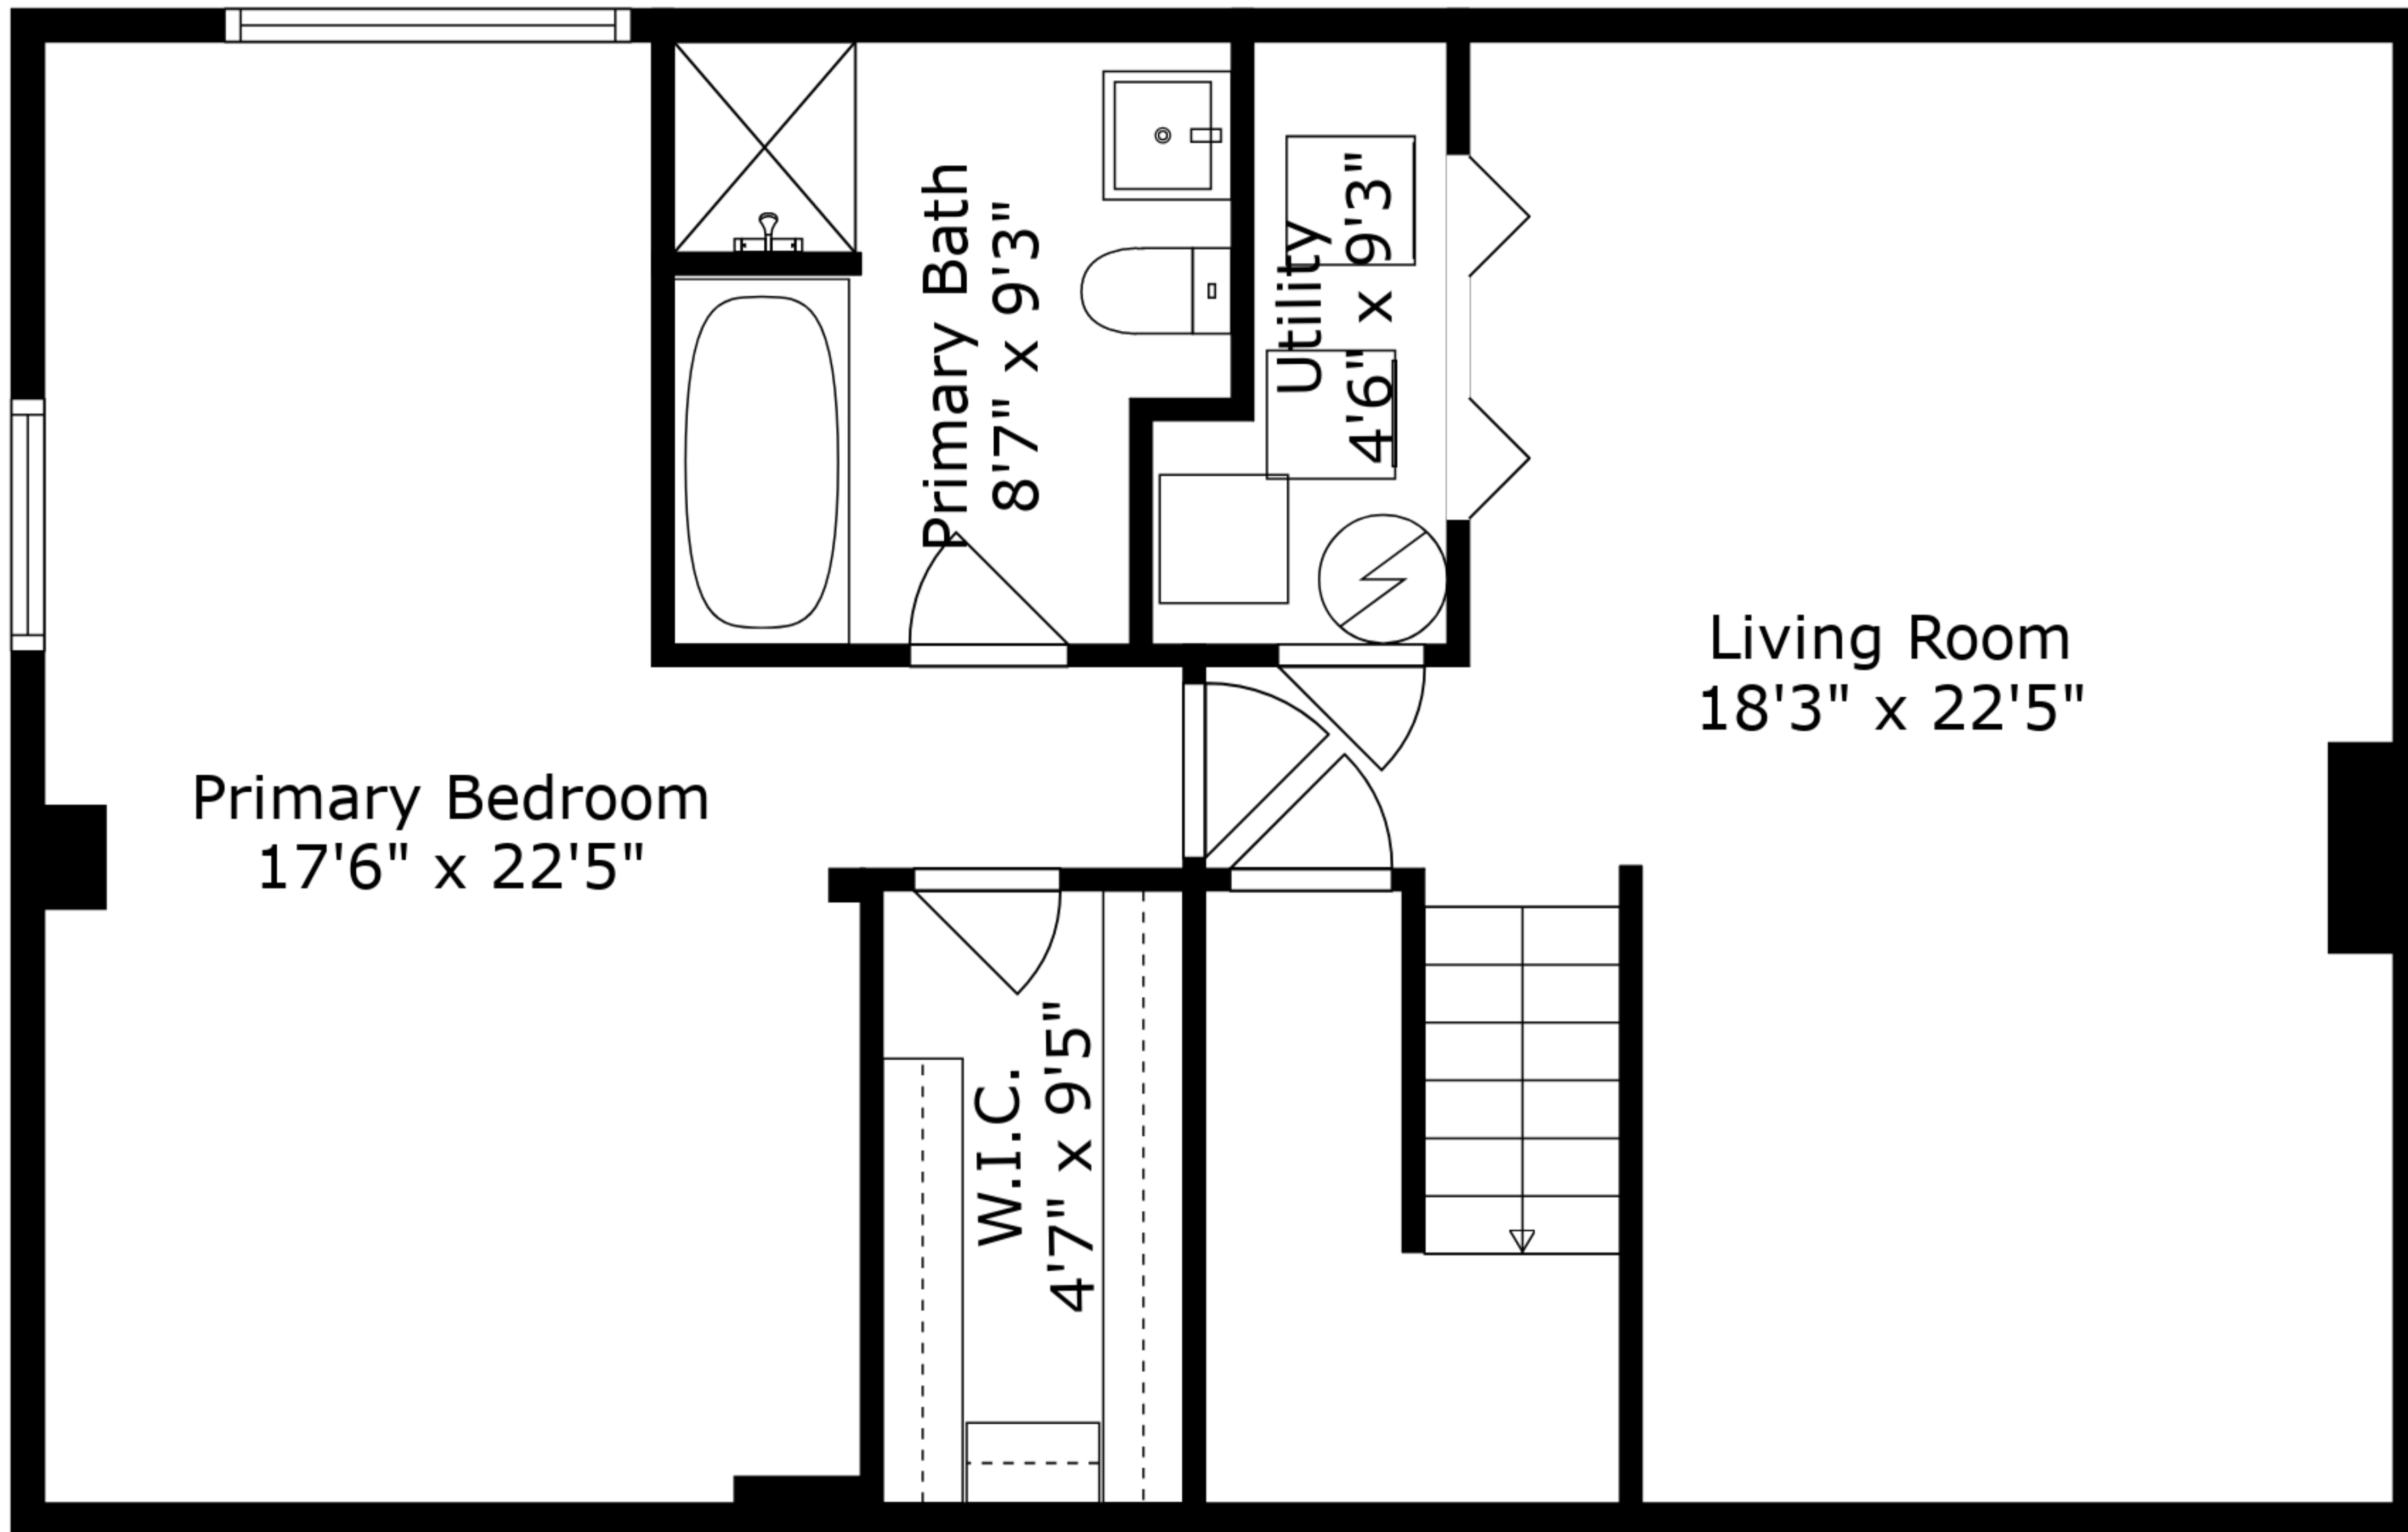 Primary Bath
8'7" x 9'3"
Utility
4'6" x 9'3"
Living Room
18'3" x 22'5"
Primary Bedroom
17'6" x 22'5"
W.I.C.
4'7" x 9'5"